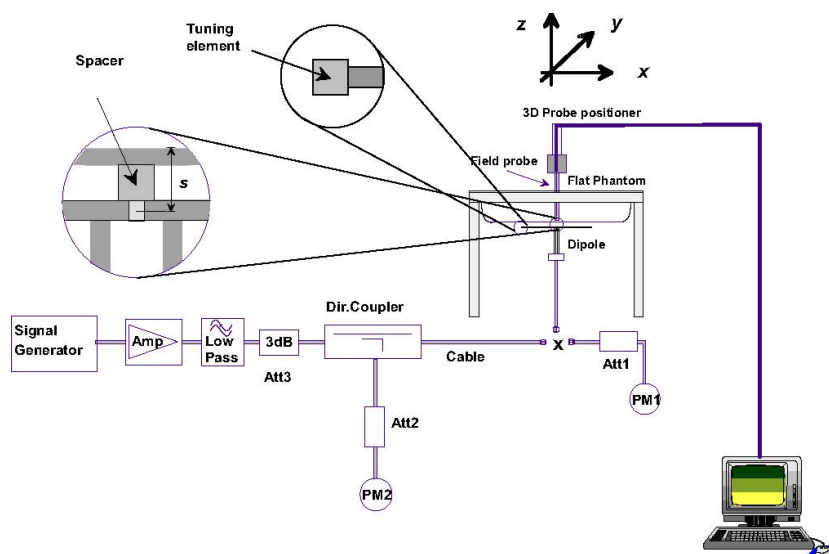 Tuning
element
Spacer
s
z
y
x
3D Probe positioner
Field probe
Flat Phantom
Dipole
Dir.Coupler
Signal
Generator
Amp
Low
Pass
3dB
Att3
Cable
x
Att1
PM1
Att2
PM2